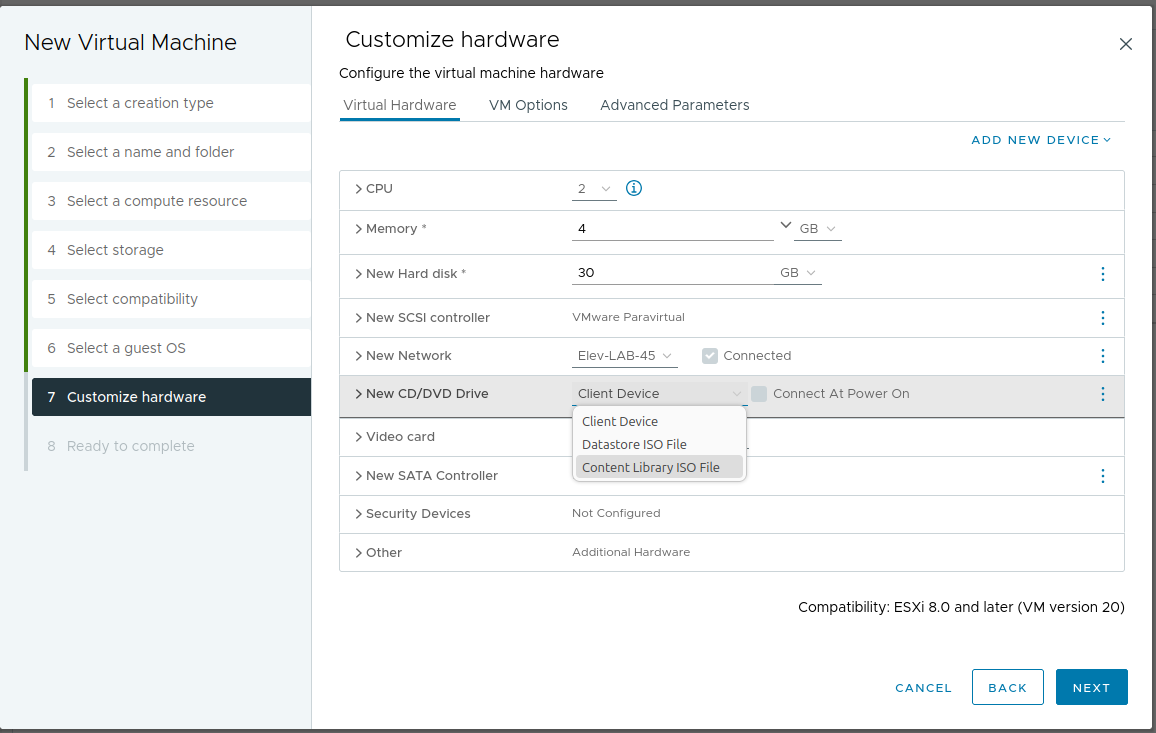 New Virtual Machine
1 Select a creation type
2 Select a name and folder
3 Select a compute resource
4 Select storage
5 Select compatibility
6 Select a guest OS
7 Customize hardware
8 Ready to complete
Customize hardware
Configure the virtual machine hardware
Virtual Hardware VM Options Advanced Parameters
ADD NEW DEVICE
CPU 2
Memory * 4 GB
New Hard disk * 30 GB
New SCSI controller VMware Paravirtual
New Network Elev-LAB-45 Connected
New CD/DVD Drive Client Device Connect At Power On
Client Device
Datastore ISO File
Content Library ISO File
Video card
New SATA Controller
Security Devices Not Configured
Other Additional Hardware
Compatibility: ESXi 8.0 and later (VM version 20)
CANCEL BACK NEXT